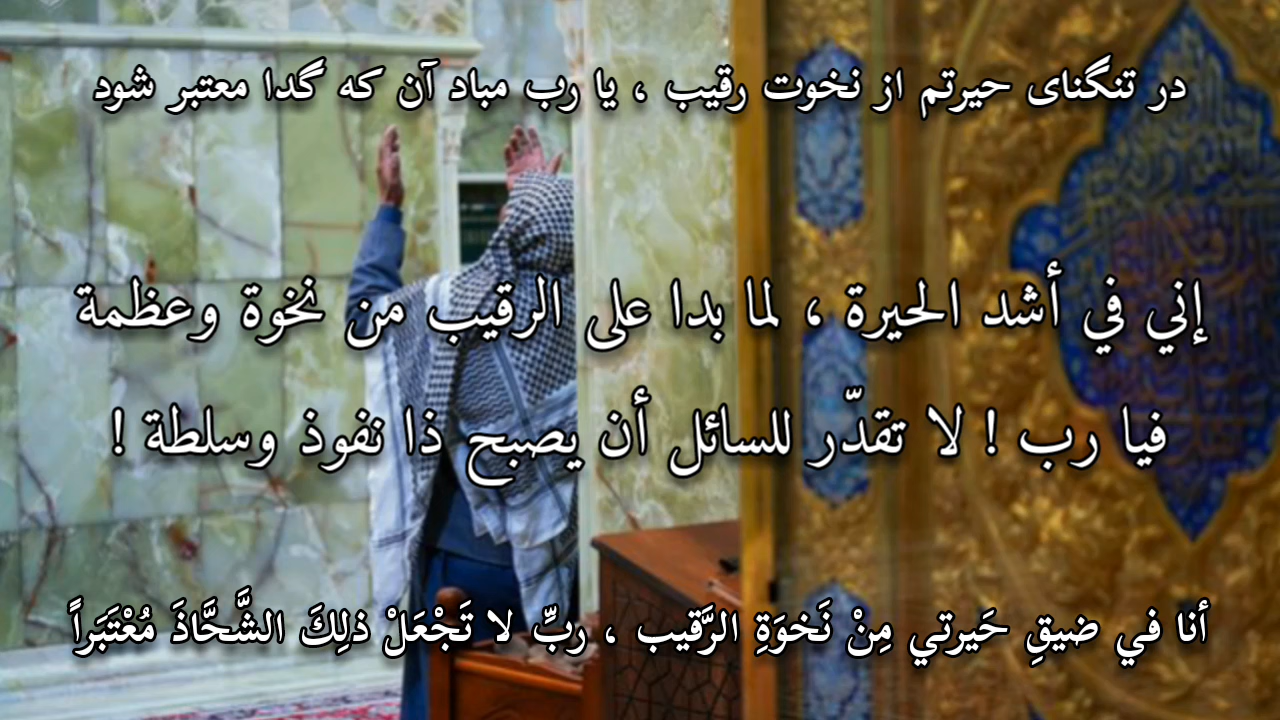 در تنگنای حیرتم از نخوت رقیب ، یا رب مباد آن که گدا معتبر شود
إني في أشد الحيرة ، لما بدا على الرقيب من نخوة وعظمة
فيا رب ! لا تقدّر للسائل أن يصبح ذا نفوذ وسلطة !
أنا في ضيقِ حَيرتي مِنْ نَخوَةِ الرَّقيب ، ربِّ لا تَجْعَلْ ذلِكَ الشَّحَّاذَ مُعْتَبَراً